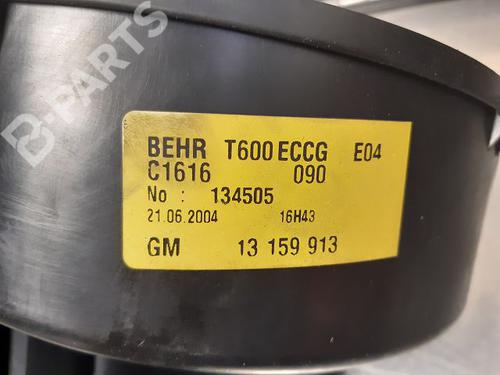 B-PARTS
BEHR T600 ECCG E04
C1616 090
No : 134505
21.06.2004 16H43
GM 13 159 913